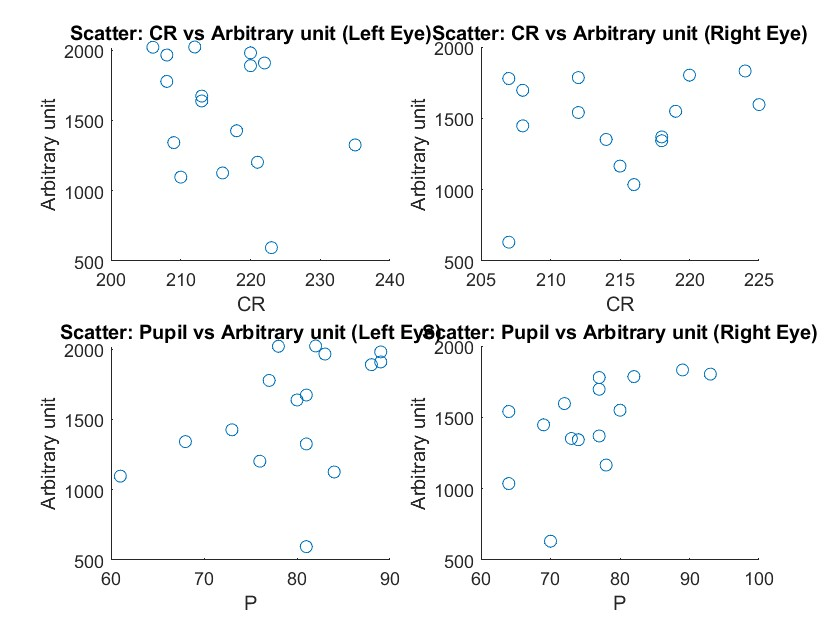 Scatter: CR vs Arbitrary unit (Left Eye)
2000
1500
1000
500
Arbitrary unit
200 210 220 230 240
CR
Scatter: CR vs Arbitrary unit (Right Eye)
2000
1500
1000
500
Arbitrary unit
205 210 215 220 225
CR
Scatter: Pupil vs Arbitrary unit (Left Eye)
2000
1500
1000
500
Arbitrary unit
60 70 80 90
P
Scatter: Pupil vs Arbitrary unit (Right Eye)
2000
1500
1000
500
Arbitrary unit
60 70 80 90 100
P